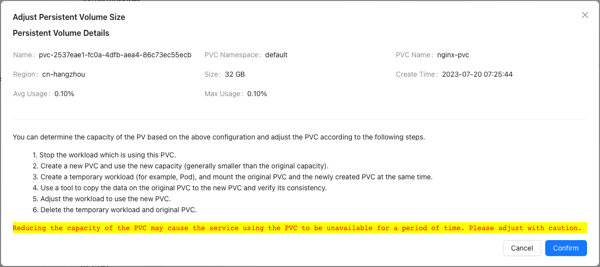 Adjust Persistent Volume Size
Persistent Volume Details
Name: pvc-2537eae1-fc0a-4dfb-aea4-86c73ec55ecb PVC Namespace: default PVC Name: nginx-pvc
Region: cn-hangzhou Size: 32 GB Create Time: 2023-07-20 07:25:44
Avg Usage: 0.10% Max Usage: 0.10%
You can determine the capacity of the PV based on the above configuration and adjust the PVC according to the following steps.
1. Stop the workload which is using this PVC.
2. Create a new PVC and use the new capacity (generally smaller than the original capacity).
3. Create a temporary workload (for example, Pod), and mount the original PVC and the newly created PVC at the same time.
4. Use a tool to copy the data on the original PVC to the new PVC and verify its consistency.
5. Adjust the workload to use the new PVC.
6. Delete the temporary workload and original PVC.
Reducing the capacity of the PVC may cause the service using the PVC to be unavailable for a period of time. Please adjust with caution.
Cancel Confirm